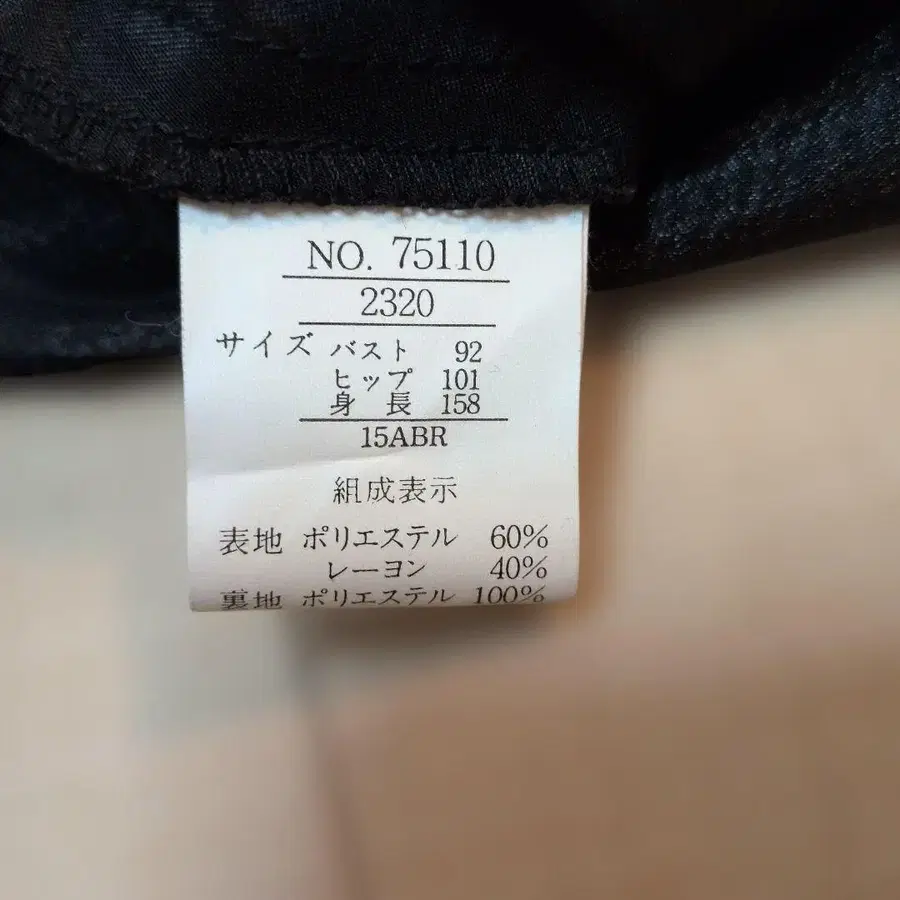 NO. 75110
2320
サイズ バスト 92
ヒップ 101
身長 158
15ABR
組成表示
表地 ポリエステル 60%
レーヨン 40%
裏地 ポリエステル 100%